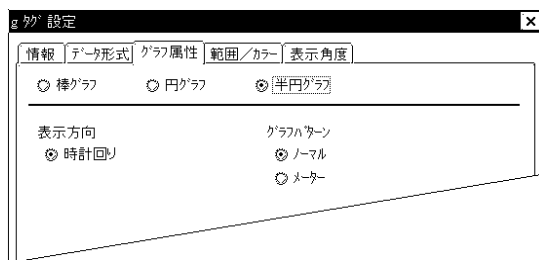 g ﾀｸﾞ 設定
情報 ﾃﾞｰﾀ形式 ｸﾞﾗﾌ属性 範囲／ｶﾗｰ 表示角度
棒ｸﾞﾗﾌ 円ｸﾞﾗﾌ 半円ｸﾞﾗﾌ
表示方向 ｸﾞﾗﾌﾊﾟﾀｰﾝ
時計回り ﾉｰﾏﾙ
ﾒｰﾀｰ